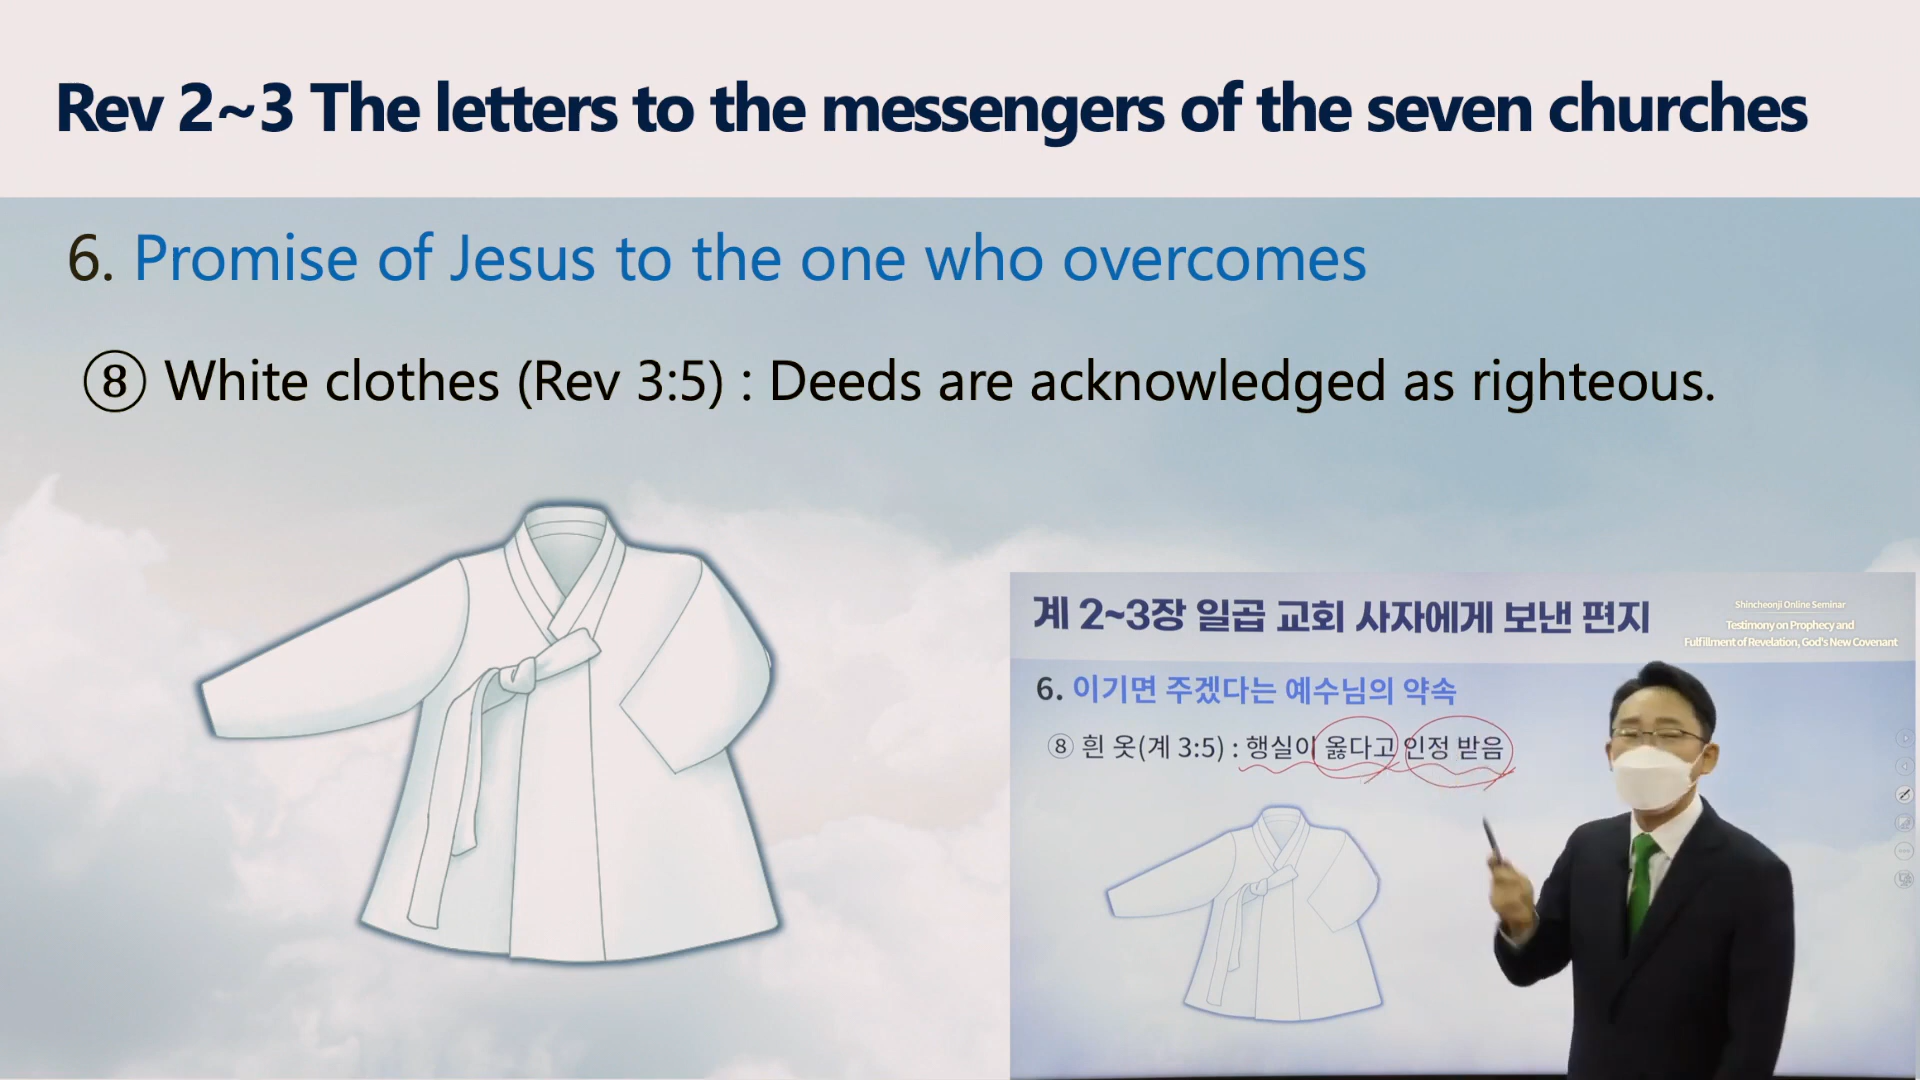 Rev 2~3 The letters to the messengers of the seven churches
6. Promise of Jesus to the one who overcomes
⑧ White clothes (Rev 3:5) : Deeds are acknowledged as righteous.
계 2~3장 일곱 교회 사자에게 보낸 편지
Shincheonji Online Seminar
Testimony on Prophecy and
Fulfillment of Revelation, God's New Covenant
6. 이기면 주겠다는 예수님의 약속
⑧ 흰 옷(계 3:5) : 행실이 옳다고 인정 받음